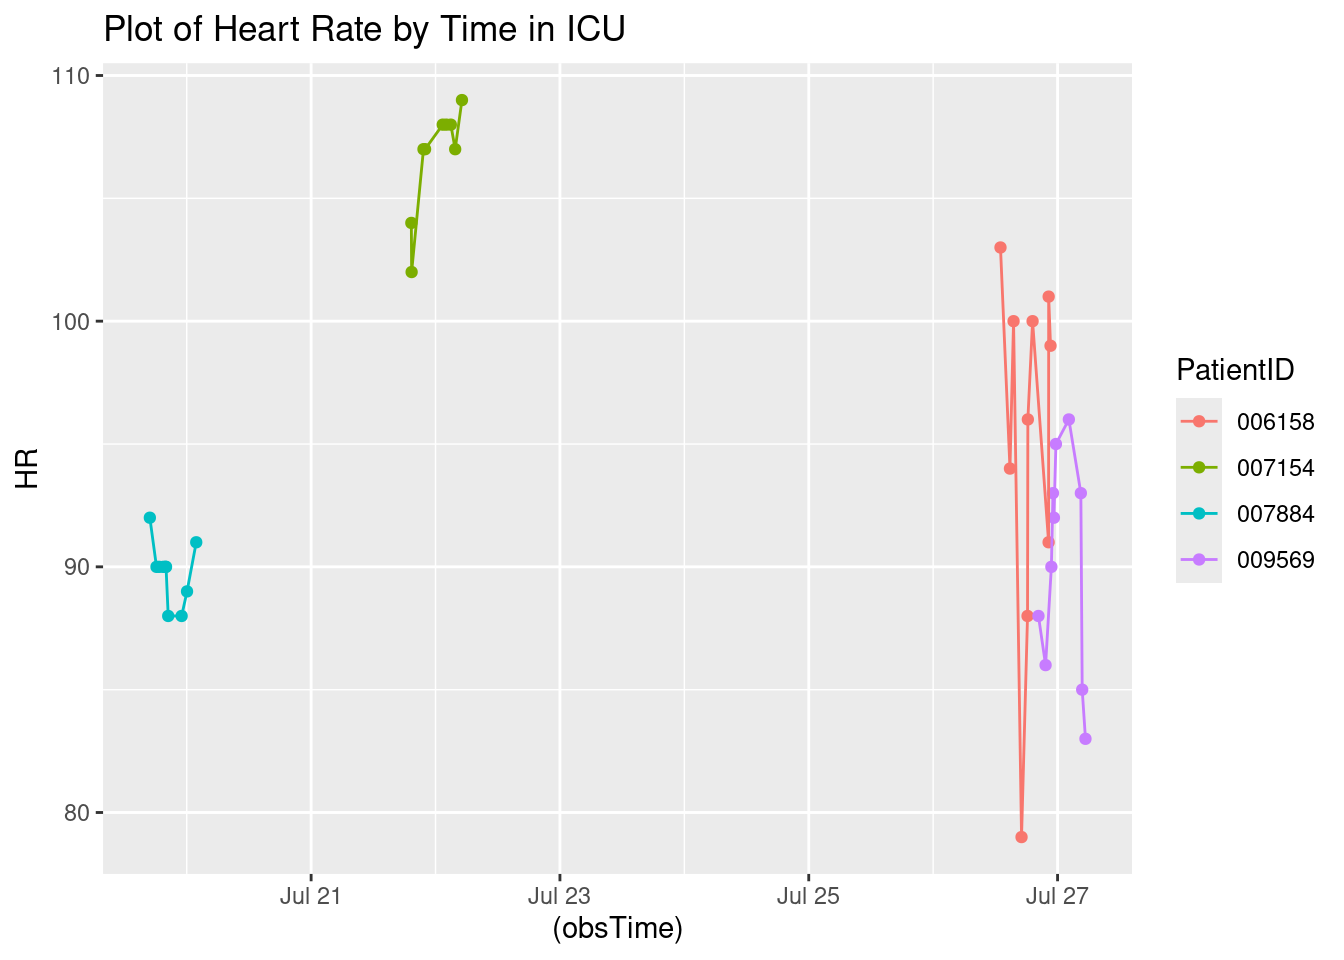 Plot of Heart Rate by Time in ICU
HR
110
100
90
80
Jul 21
Jul 23
Jul 25
Jul 27
(obsTime)
PatientID
006158
007154
007884
009569